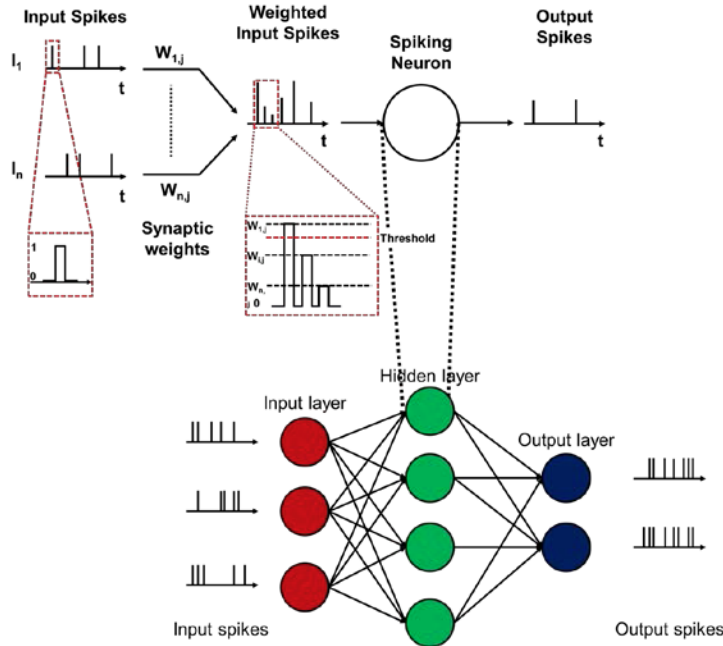 Input Spikes
Weighted
Input Spikes
Spiking
Neuron
Output
Spikes
I1
t
W1,j
In
t
Wn,j
Synaptic
weights
t
t
1
0
W1,j
Threshold
Wi,j
Wn,
j 0
Hidden layer
Input layer
Output layer
Input spikes
Output spikes